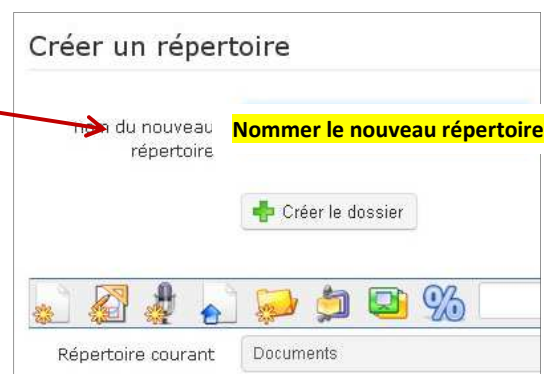 Créer un répertoire
nom du nouveau
répertoire
Nommer le nouveau répertoire
Créer le dossier
%
Répertoire courant
Documents